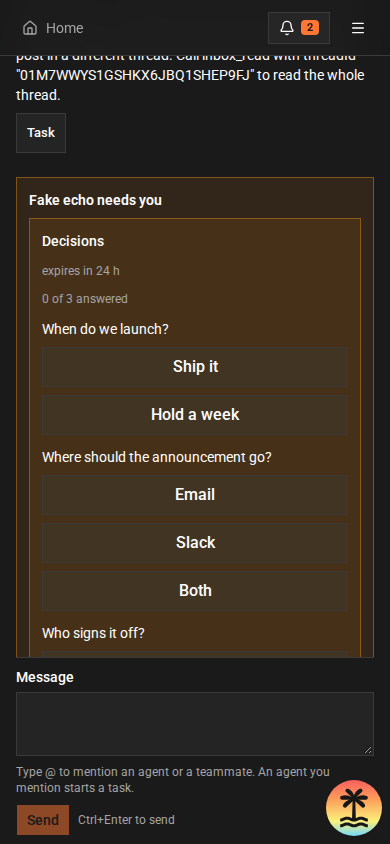 Home
2
post in a different thread. Call inbox_read with threadId
"01M7WWYS1GSHKX6JBQ1SHEP9FJ" to read the whole
thread.
Task
Fake echo needs you
Decisions
expires in 24 h
0 of 3 answered
When do we launch?
Ship it
Hold a week
Where should the announcement go?
Email
Slack
Both
Who signs it off?
Message
Type @ to mention an agent or a teammate. An agent you
mention starts a task.
Send
Ctrl+Enter to send